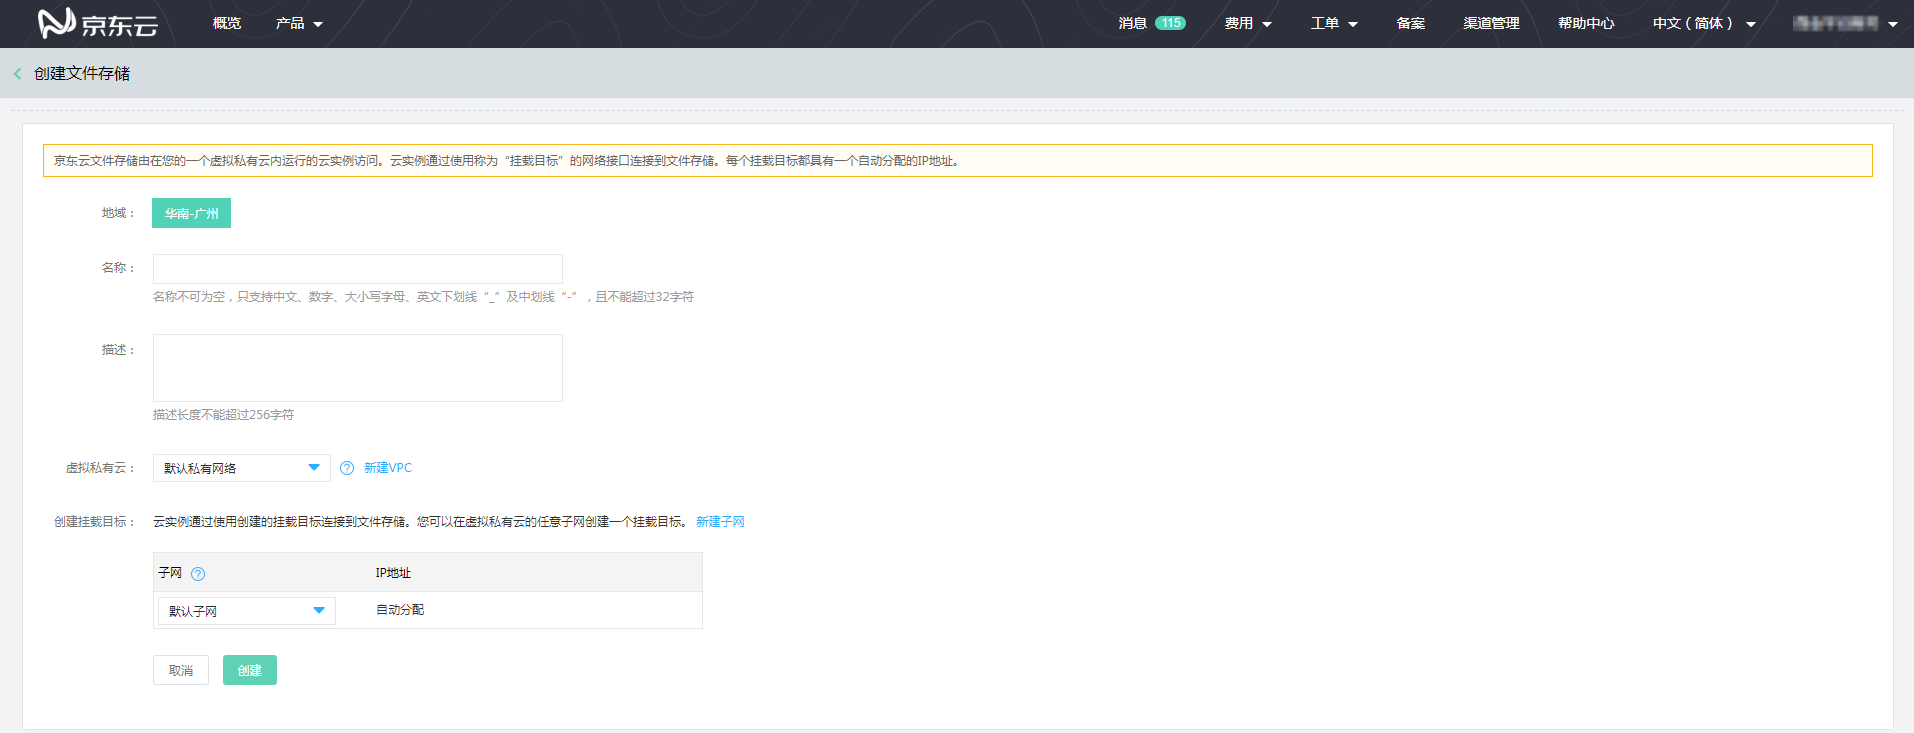 京东云 概览 产品 消息 115 费用 工单 备案 渠道管理 帮助中心 中文（简体）
创建文件存储
京东云文件存储由在您的一个虚拟私有云内运行的云实例访问。云实例通过使用称为“挂载目标”的网络接口连接到文件存储。每个挂载目标都具有一个自动分配的IP地址。
地域： 华南-广州
名称：
名称不可为空，只支持中文、数字、大小写字母、英文下划线“_”及中划线“-”，且不能超过32字符
描述：
描述长度不能超过256字符
虚拟私有云： 默认私有网络 ? 新建VPC
创建挂载目标： 云实例通过使用创建的挂载目标连接到文件存储。您可以在虚拟私有云的任意子网创建一个挂载目标。 新建子网
子网 ? IP地址
默认子网 自动分配
取消 创建